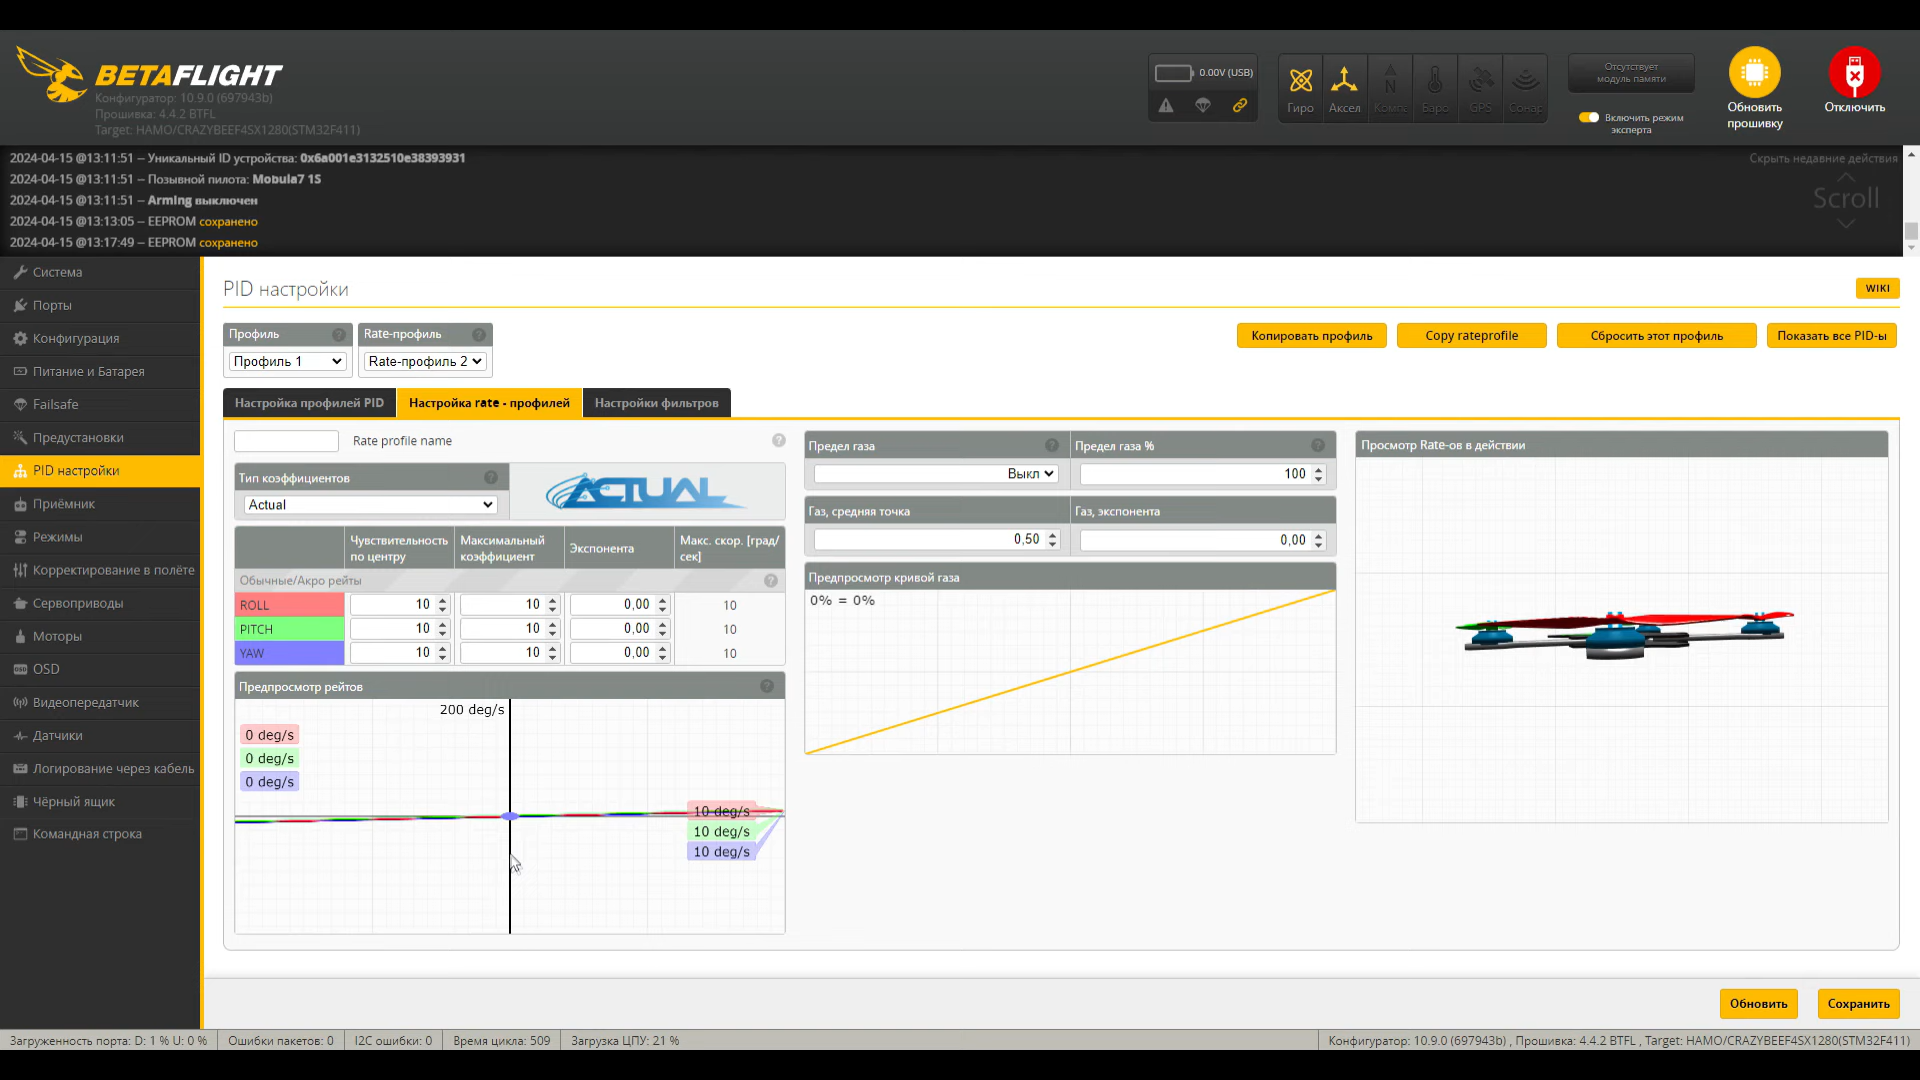 BETAFLIGHT
Конфигуратор: 10.9.0 (697943b)
Прошивка: 4.4.2 BTFL
Target: HAMO/CRAZYBEEF4SX1280(STM32F411)
0.00V (USB)
Гиро
Аксел
Компа
Баро
GPS
Сонар
Отсутствует
модуль памяти
Включить режим
эксперта
Обновить
прошивку
Отключить
2024-04-15 @13:11:51 -- Уникальный ID устройства: 0x6a001e3132510e38393931
2024-04-15 @13:11:51 -- Позывной пилота: Mobula7 1S
2024-04-15 @13:11:51 -- Arming выключен
2024-04-15 @13:13:05 -- EEPROM сохранено
2024-04-15 @13:17:49 -- EEPROM сохранено
Скрыть недавние действия
Scroll
Система
Порты
Конфигурация
Питание и Батарея
Failsafe
Предустановки
PID настройки
Приёмник
Режимы
Корректирование в полёте
Сервоприводы
Моторы
OSD
Видеопередатчик
Датчики
Логирование через кабель
Чёрный ящик
Командная строка
PID настройки
WIKI
Профиль
Rate-профиль
Профиль 1
Rate-профиль 2
Копировать профиль
Copy rateprofile
Сбросить этот профиль
Показать все PID-ы
Настройка профилей PID
Настройка rate - профилей
Настройки фильтров
Rate profile name
Тип коэффициентов
Actual
ACTUAL
Чувствительность
по центру
Максимальный
коэффициент
Экспонента
Макс. скор. [град/
сек]
Обычные/Акро рейты
ROLL 10 10 0,00 10
PITCH 10 10 0,00 10
YAW 10 10 0,00 10
Предпросмотр рейтов
200 deg/s
0 deg/s
0 deg/s
0 deg/s
10 deg/s
10 deg/s
10 deg/s
Предел газа
Предел газа %
Выкл
100
Газ, средняя точка
Газ, экспонента
0,50
0,00
Предпросмотр кривой газа
0% = 0%
Просмотр Rate-ов в действии
Обновить
Сохранить
Загруженность порта: D: 1 % U: 0 %
Ошибки пакетов: 0
I2C ошибки: 0
Время цикла: 509
Загрузка ЦПУ: 21 %
Конфигуратор: 10.9.0 (697943b) , Прошивка: 4.4.2 BTFL , Target: HAMO/CRAZYBEEF4SX1280(STM32F411)